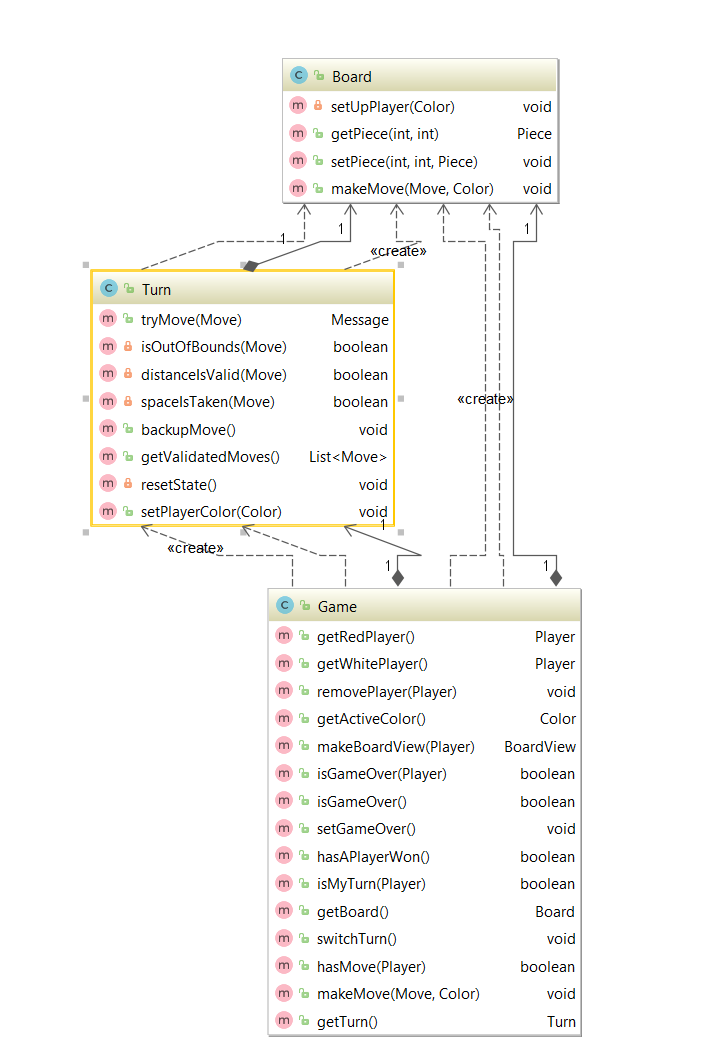 C Board
m setUpPlayer(Color) void
m getPiece(int, int) Piece
m setPiece(int, int, Piece) void
m makeMove(Move, Color) void
1 1 1
«create»
C Turn
m tryMove(Move) Message
m isOutOfBounds(Move) boolean
m distanceIsValid(Move) boolean
m spaceIsTaken(Move) boolean
«create»
m backupMove() void
m getValidatedMoves() List<Move>
m resetState() void
m setPlayerColor(Color) void
1
«create»
1 1
C Game
m getRedPlayer() Player
m getWhitePlayer() Player
m removePlayer(Player) void
m getActiveColor() Color
m makeBoardView(Player) BoardView
m isGameOver(Player) boolean
m isGameOver() boolean
m setGameOver() void
m hasAPlayerWon() boolean
m isMyTurn(Player) boolean
m getBoard() Board
m switchTurn() void
m hasMove(Player) boolean
m makeMove(Move, Color) void
m getTurn() Turn